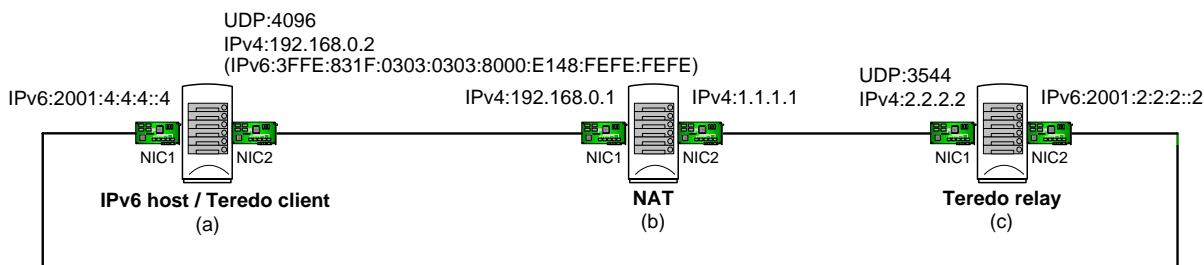 UDP:4096
IPv4:192.168.0.2
(IPv6:3FFE:831F:0303:0303:8000:E148:FEFE:FEFE)
IPv6:2001:4:4:4::4
NIC1
NIC2
IPv6 host / Teredo client
(a)
IPv4:192.168.0.1
IPv4:1.1.1.1
NIC1
NIC2
NAT
(b)
UDP:3544
IPv4:2.2.2.2
IPv6:2001:2:2:2::2
NIC1
NIC2
Teredo relay
(c)